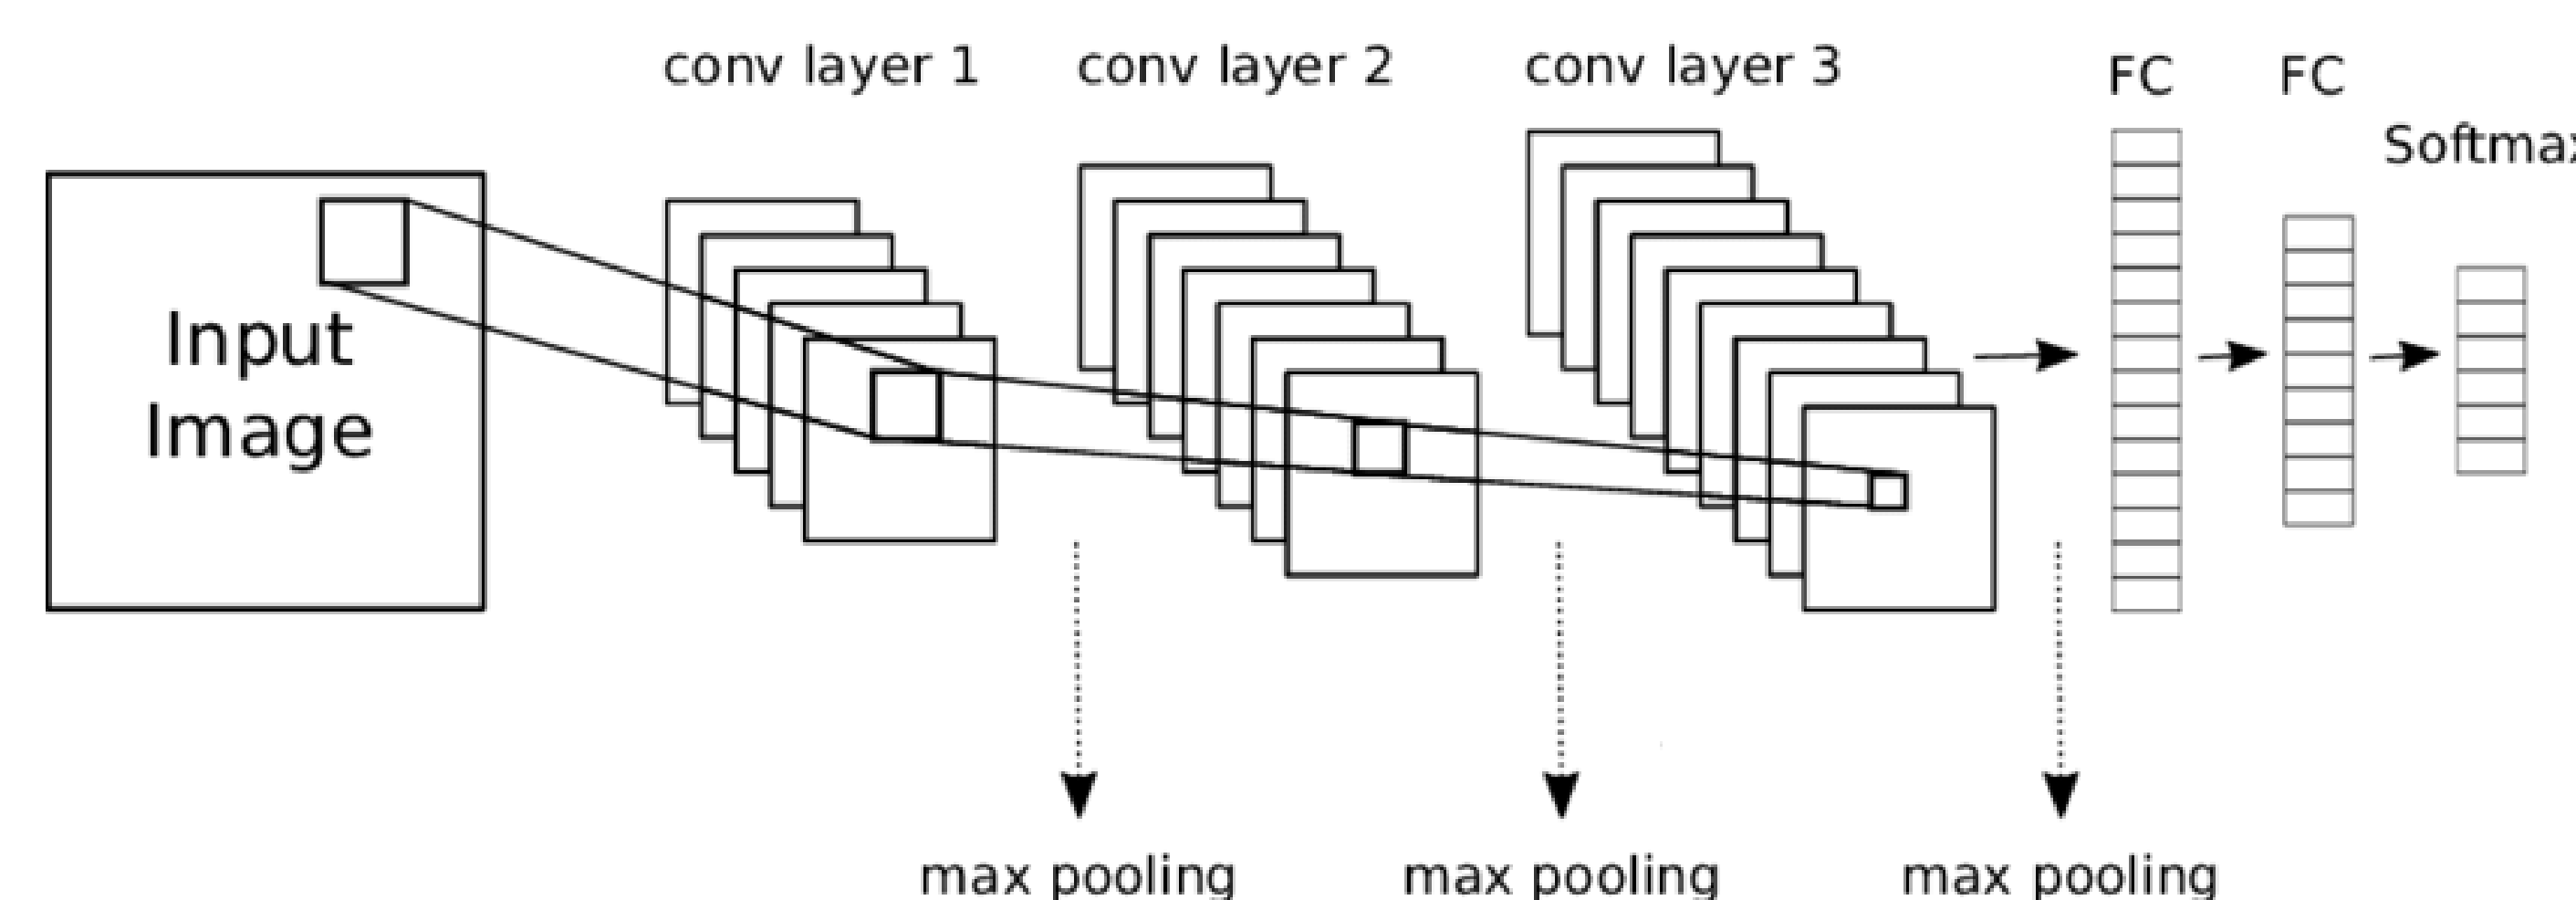 conv layer 1
conv layer 2
conv layer 3
FC
FC
Softmax
Input
Image
max pooling
max pooling
max pooling